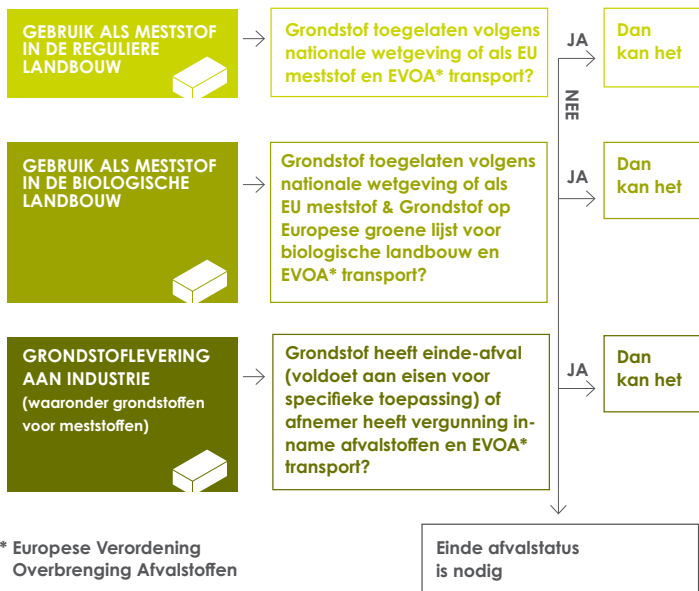 GEBRUIK ALS MESTSTOF
IN DE REGULIERE
LANDBOUW
Grondstof toegelaten volgens
nationale wetgeving of als EU
meststof en EVOA* transport?
JA
NEE
Dan
kan het
GEBRUIK ALS MESTSTOF
IN DE BIOLOGISCHE
LANDBOUW
Grondstof toegelaten volgens
nationale wetgeving of als
EU meststof & Grondstof op
Europese groene lijst voor
biologische landbouw en
EVOA* transport?
JA
Dan
kan het
GRONDSTOFLEVERING
AAN INDUSTRIE
(waaronder grondstoffen
voor meststoffen)
Grondstof heeft einde-afval
(voldoet aan eisen voor
specifieke toepassing) of
afnemer heeft vergunning in-
name afvalstoffen en EVOA*
transport?
JA
Dan
kan het
* Europese Verordening
Overbrenging Afvalstoffen
Einde afvalstatus
is nodig